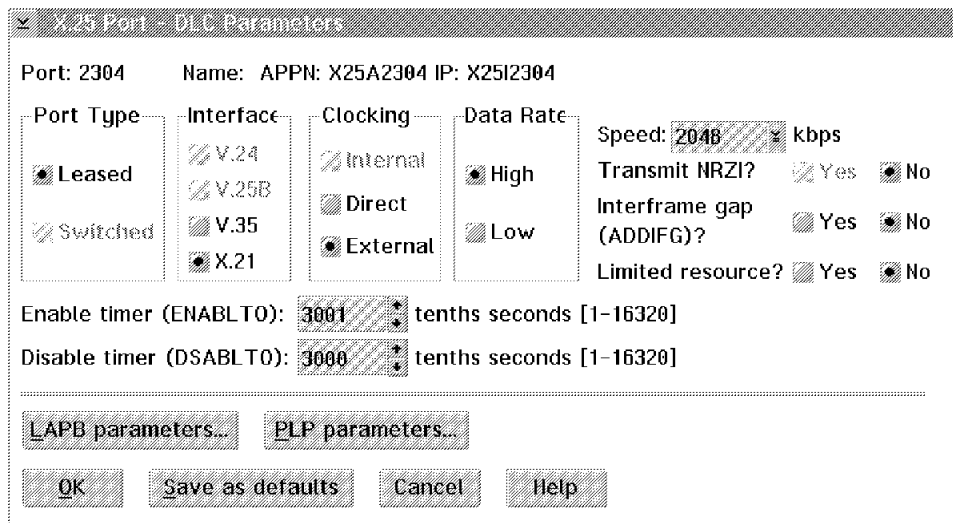 X.25 Port - DLC Parameters
Port: 2304 Name: APPN: X25A2304 IP: X25I2304
Port Type
Leased
Switched
Interface
V.24
V.25B
V.35
X.21
Clocking
Internal
Direct
External
Data Rate
High
Low
Speed: 2048 kbps
Transmit NRZI? Yes No
Interframe gap
(ADDIFG)? Yes No
Limited resource? Yes No
Enable timer (ENABLTO): 3001 tenths seconds [1-16320]
Disable timer (DSABLTO): 3000 tenths seconds [1-16320]
LAPB parameters... PLP parameters...
OK Save as defaults Cancel Help